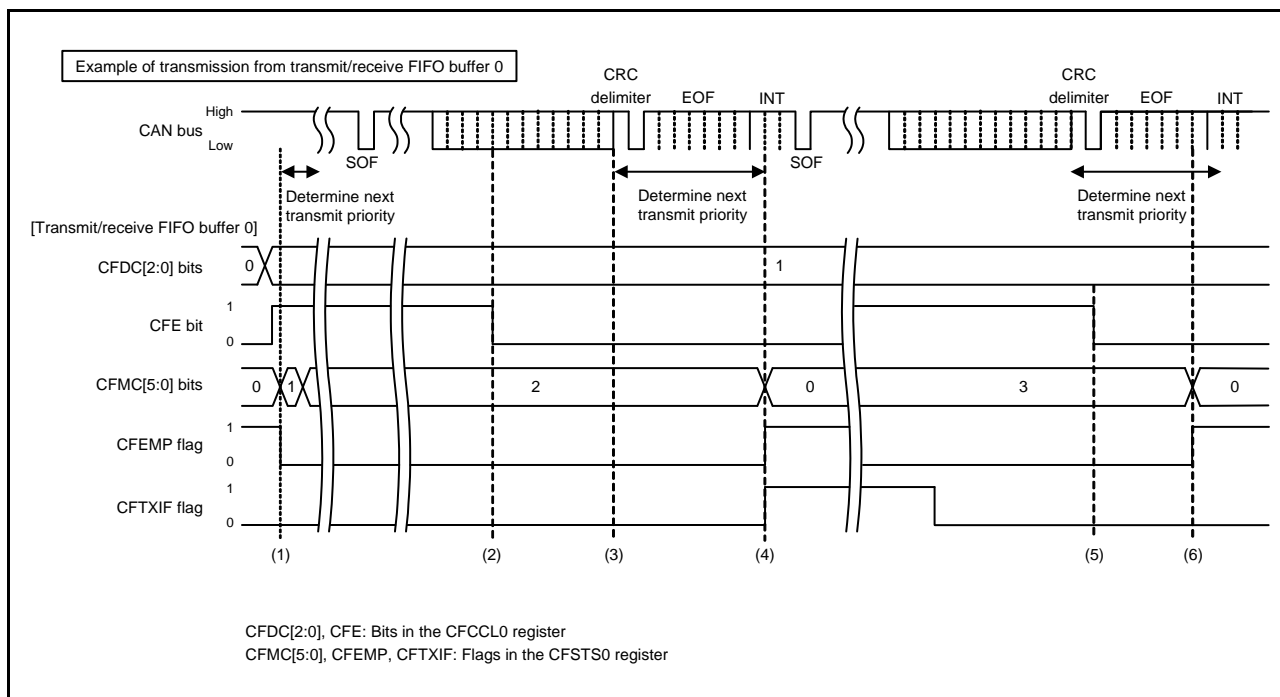 Example of transmission from transmit/receive FIFO buffer 0
CRC
delimiter
EOF
INT
CRC
delimiter
EOF
INT
High
CAN bus
Low
SOF
SOF
Determine next
transmit priority
Determine next
transmit priority
Determine next
transmit priority
[Transmit/receive FIFO buffer 0]
CFDC[2:0] bits
0
1
CFE bit
1
0
CFMC[5:0] bits
0
1
2
0
3
0
CFEMP flag
1
0
CFTXIF flag
1
0
(1)
(2)
(3)
(4)
(5)
(6)
CFDC[2:0], CFE: Bits in the CFCCL0 register
CFMC[5:0], CFEMP, CFTXIF: Flags in the CFSTS0 register